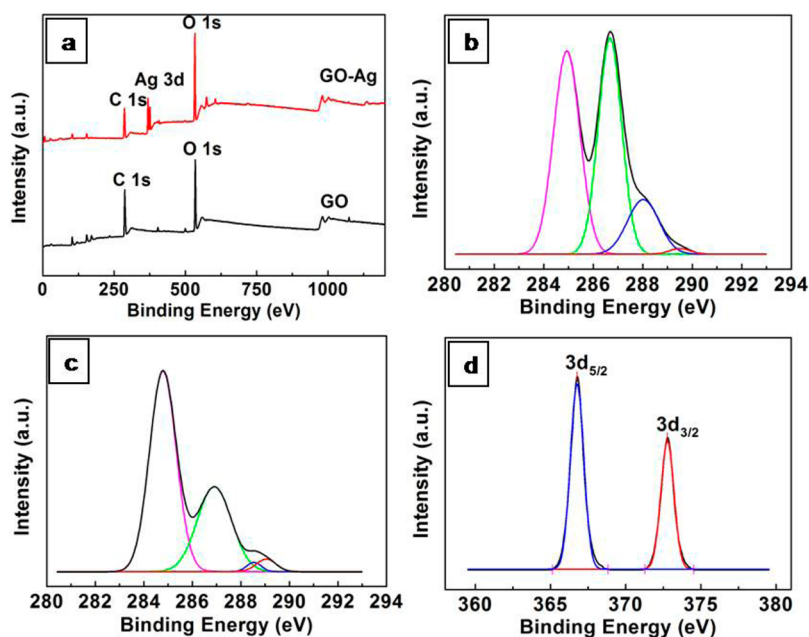 a
O 1s
Ag 3d
C 1s
GO-Ag
O 1s
C 1s
GO
Intensity (a.u.)
0 250 500 750 1000
Binding Energy (eV)
b
Intensity (a.u.)
280 282 284 286 288 290 292 294
Binding Energy (eV)
c
Intensity (a.u.)
280 282 284 286 288 290 292 294
Binding Energy (eV)
d
3d5/2
3d3/2
Intensity (a.u.)
360 365 370 375 380
Binding Energy (eV)